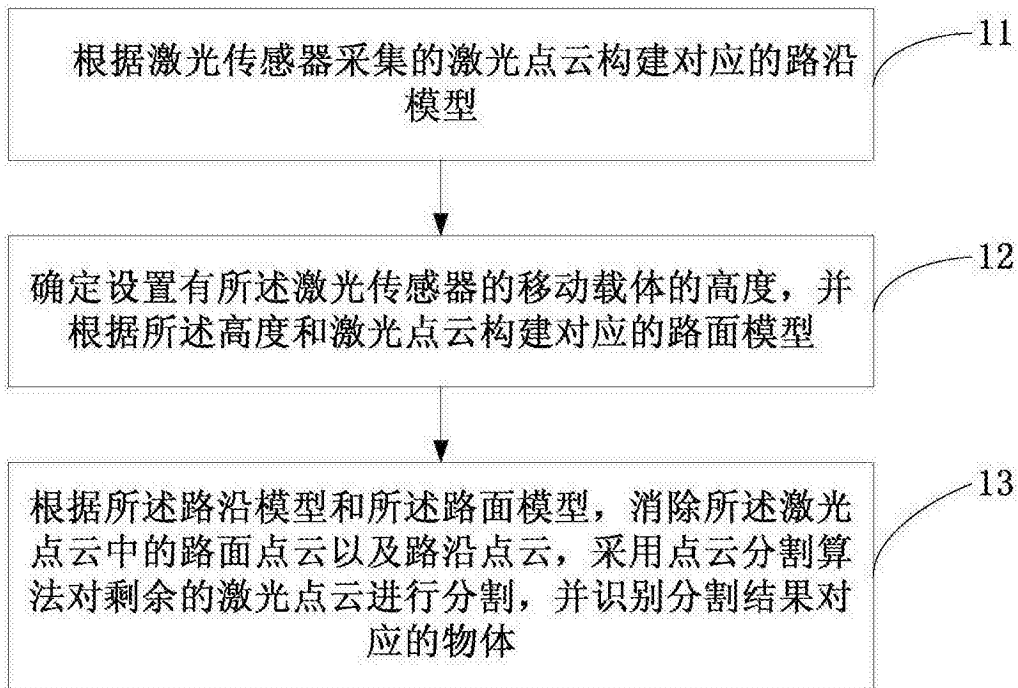 根据激光传感器采集的激光点云构建对应的路沿
模型
11
确定设置有所述激光传感器的移动载体的高度，并
根据所述高度和激光点云构建对应的路面模型
12
根据所述路沿模型和所述路面模型，消除所述激光
点云中的路面点云以及路沿点云，采用点云分割算
法对剩余的激光点云进行分割，并识别分割结果对
应的物体
13